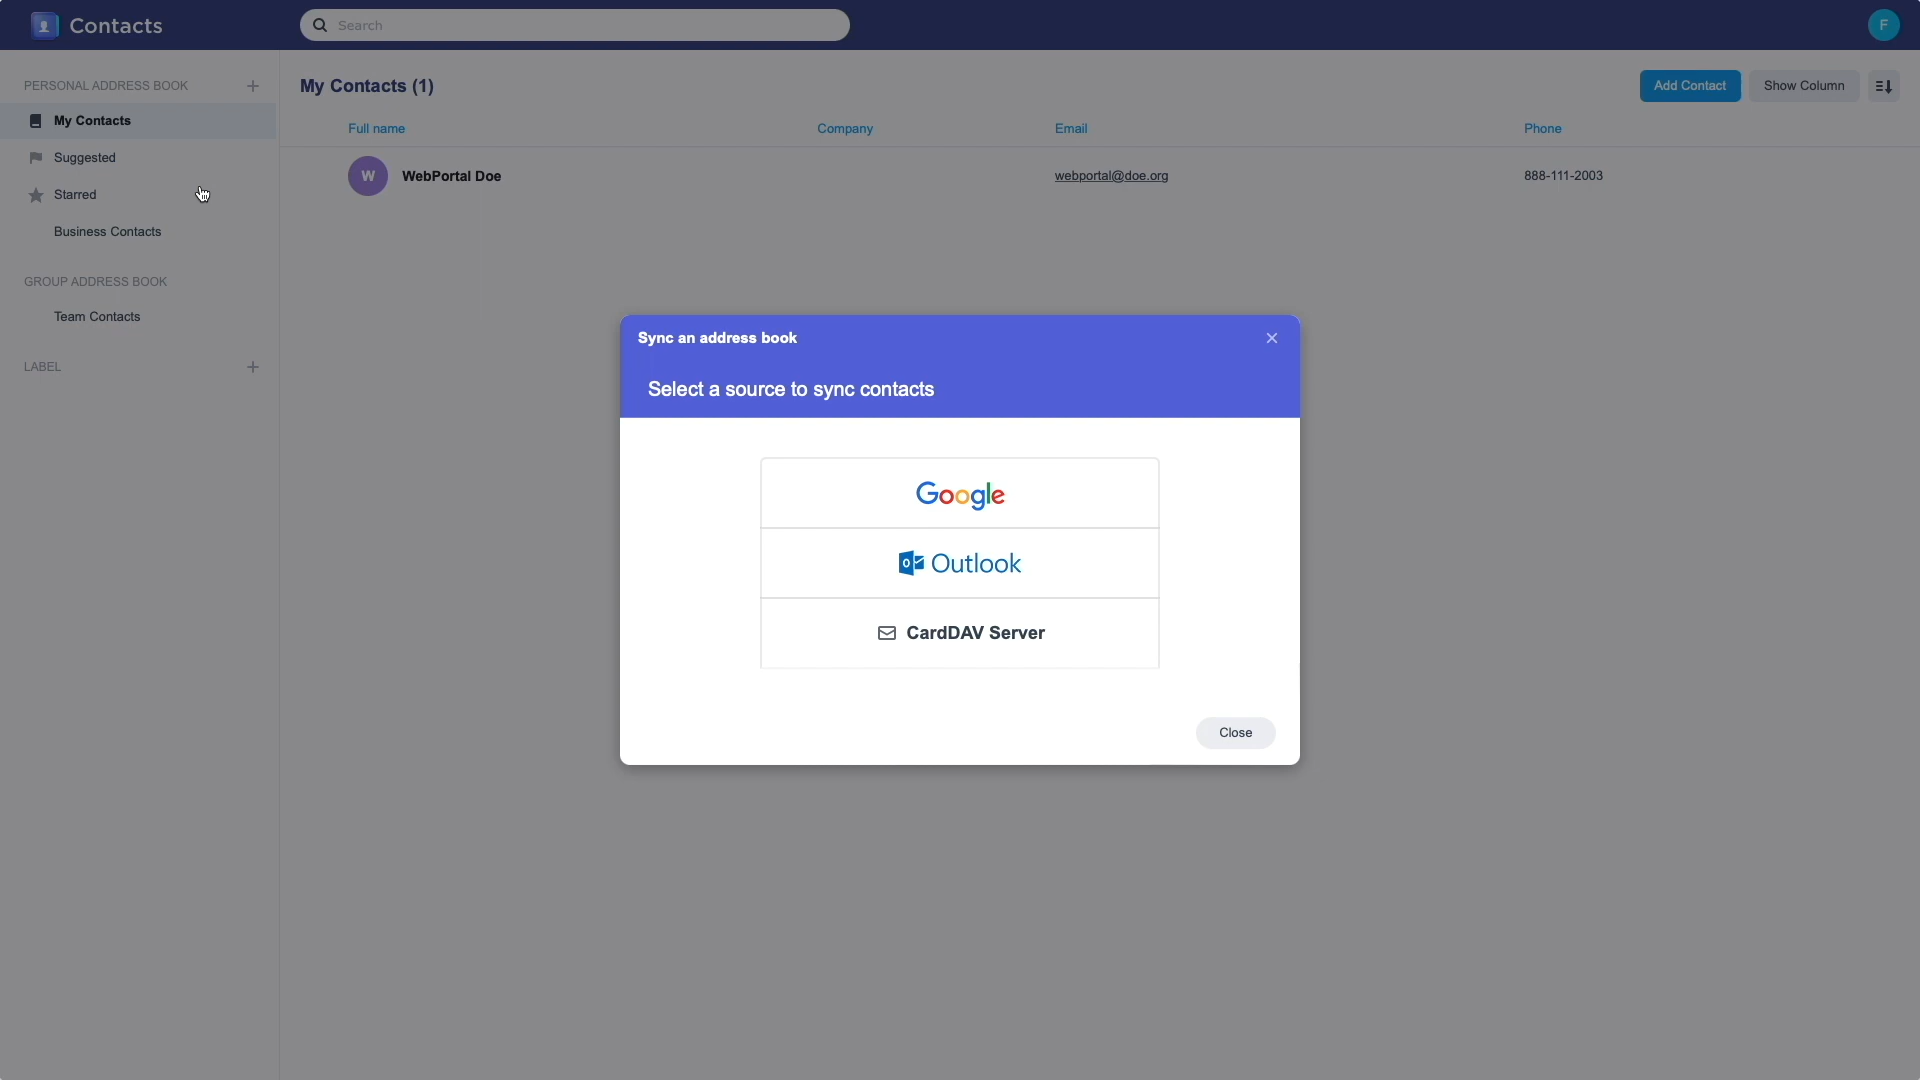 Contacts
Search
F
PERSONAL ADDRESS BOOK
My Contacts
Suggested
Starred
Business Contacts
GROUP ADDRESS BOOK
Team Contacts
LABEL
My Contacts (1)
Add Contact
Show Column
Full name Company Email Phone
W WebPortal Doe webportal@doe.org 888-111-2003
Sync an address book
Select a source to sync contacts
Google
Outlook
CardDAV Server
Close